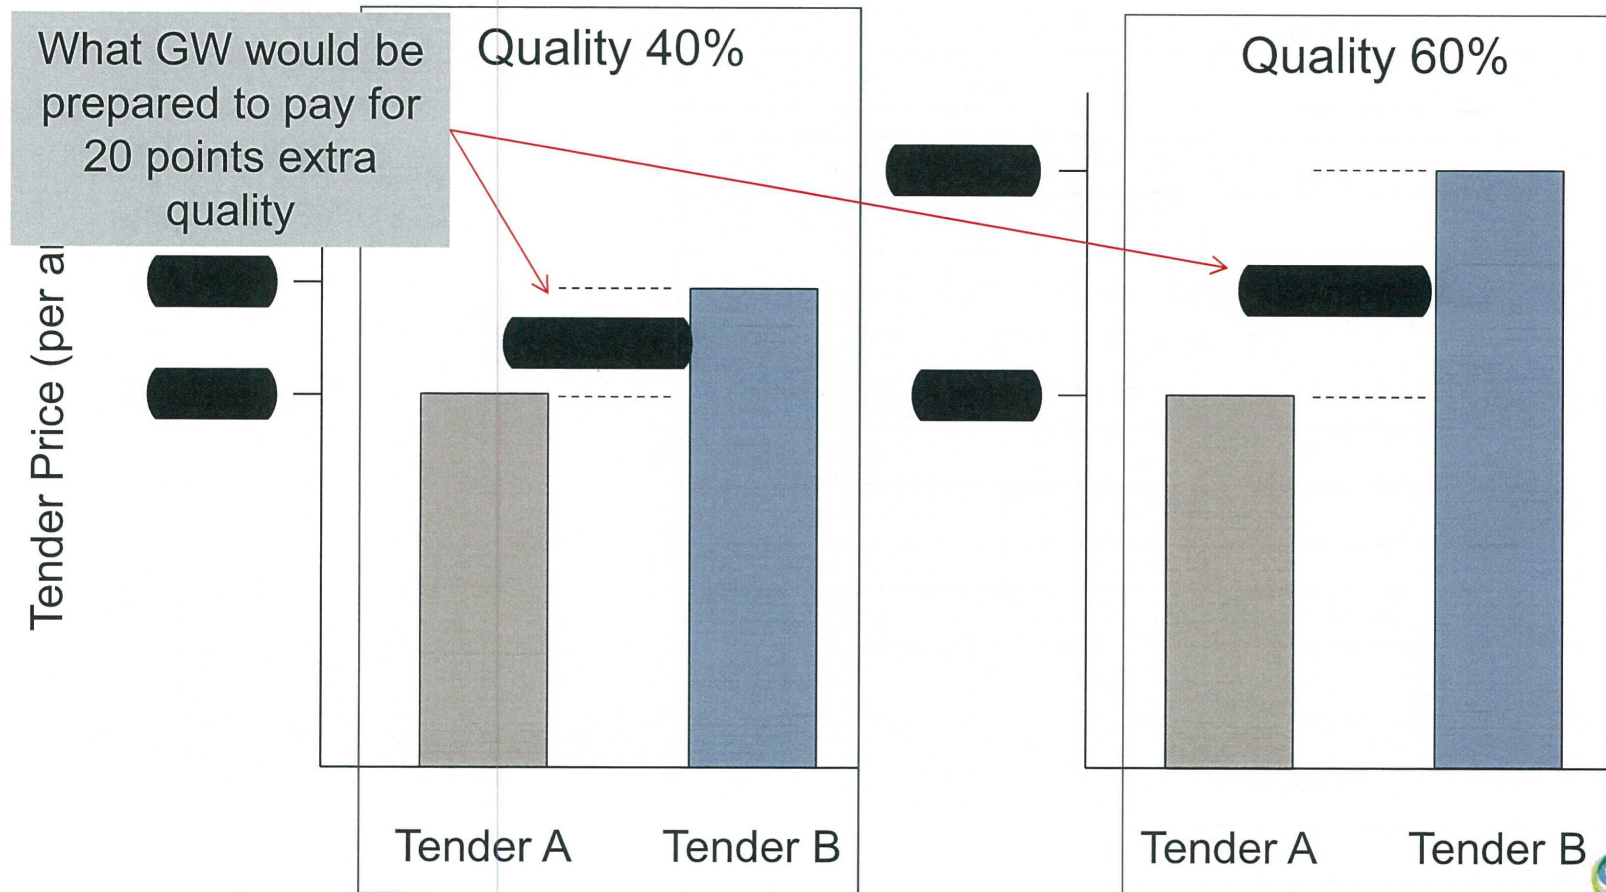 What GW would be
prepared to pay for
20 points extra
quality
Quality 40%
Quality 60%
Tender Price (per
Tender A
Tender B
Tender A
Tender B